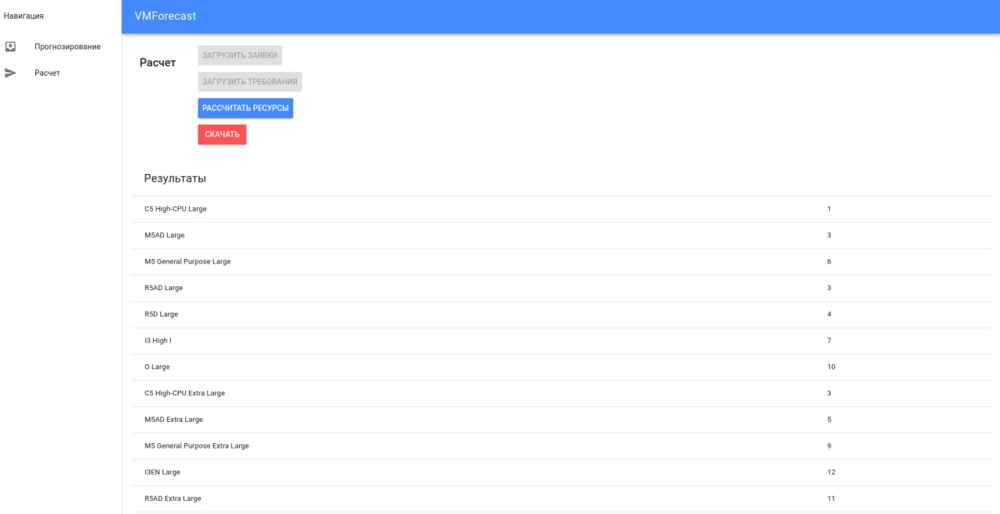 Навигация
Прогнозирование
Расчет
VMForecast
Расчет
ЗАГРУЗИТЬ ЗАЯВКИ
ЗАГРУЗИТЬ ТРЕБОВАНИЯ
РАССЧИТАТЬ РЕСУРСЫ
СКАЧАТЬ
Результаты
C5 High-CPU Large 1
M5AD Large 3
M5 General Purpose Large 6
R5AD Large 3
R5D Large 4
I3 High I 7
O Large 10
C5 High-CPU Extra Large 3
M5AD Extra Large 5
M5 General Purpose Extra Large 9
I3EN Large 12
R5AD Extra Large 11